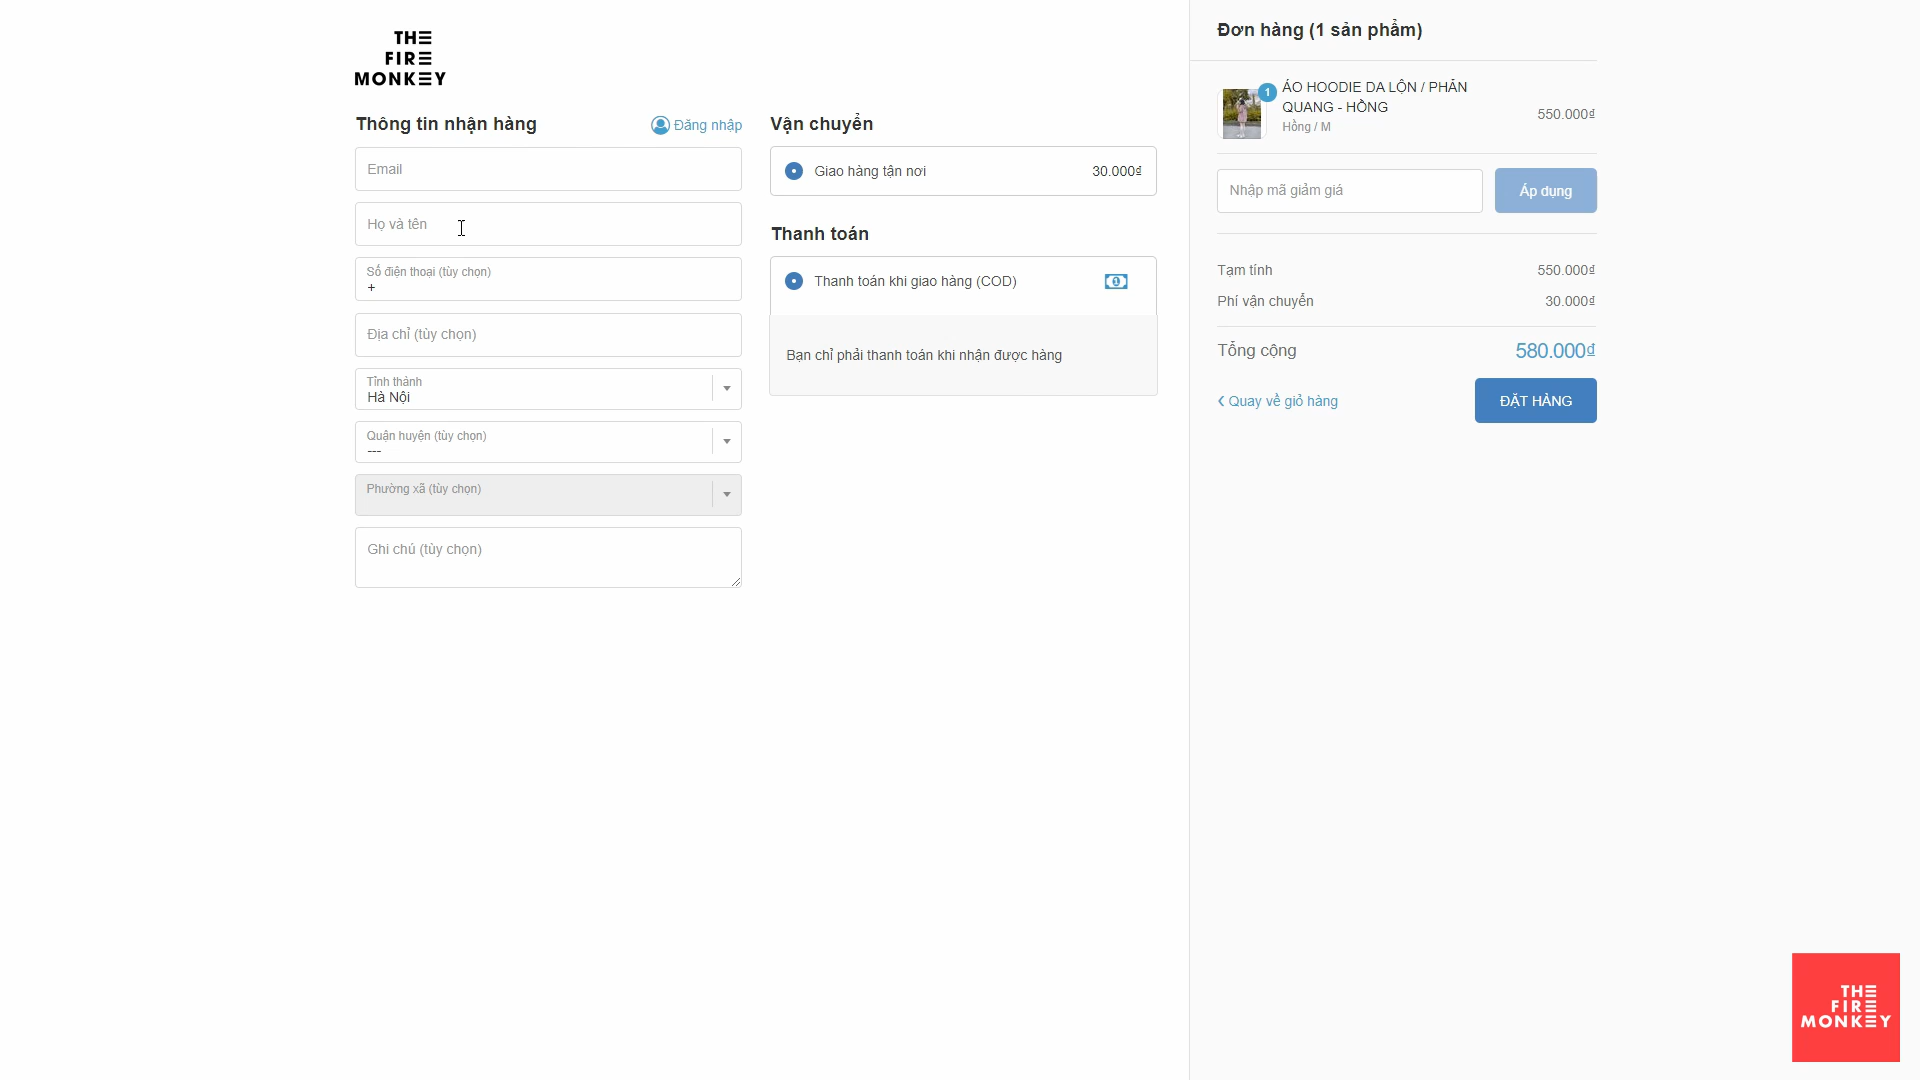 THE
FIRE
MONKEY
Thông tin nhận hàng
Đăng nhập
Email
Họ và tên
Số điện thoại (tùy chọn)
+
Địa chỉ (tùy chọn)
Tỉnh thành
Hà Nội
Quận huyện (tùy chọn)
---
Phường xã (tùy chọn)
Ghi chú (tùy chọn)
Vận chuyển
Giao hàng tận nơi 30.000₫
Thanh toán
Thanh toán khi giao hàng (COD)
Bạn chỉ phải thanh toán khi nhận được hàng
Đơn hàng (1 sản phẩm)
1
ÁO HOODIE DA LỘN / PHẢN
QUANG - HỒNG
Hồng / M
550.000₫
Nhập mã giảm giá
Áp dụng
Tạm tính 550.000₫
Phí vận chuyển 30.000₫
Tổng cộng 580.000₫
Quay về giỏ hàng
ĐẶT HÀNG
THE
FIRE
MONKEY